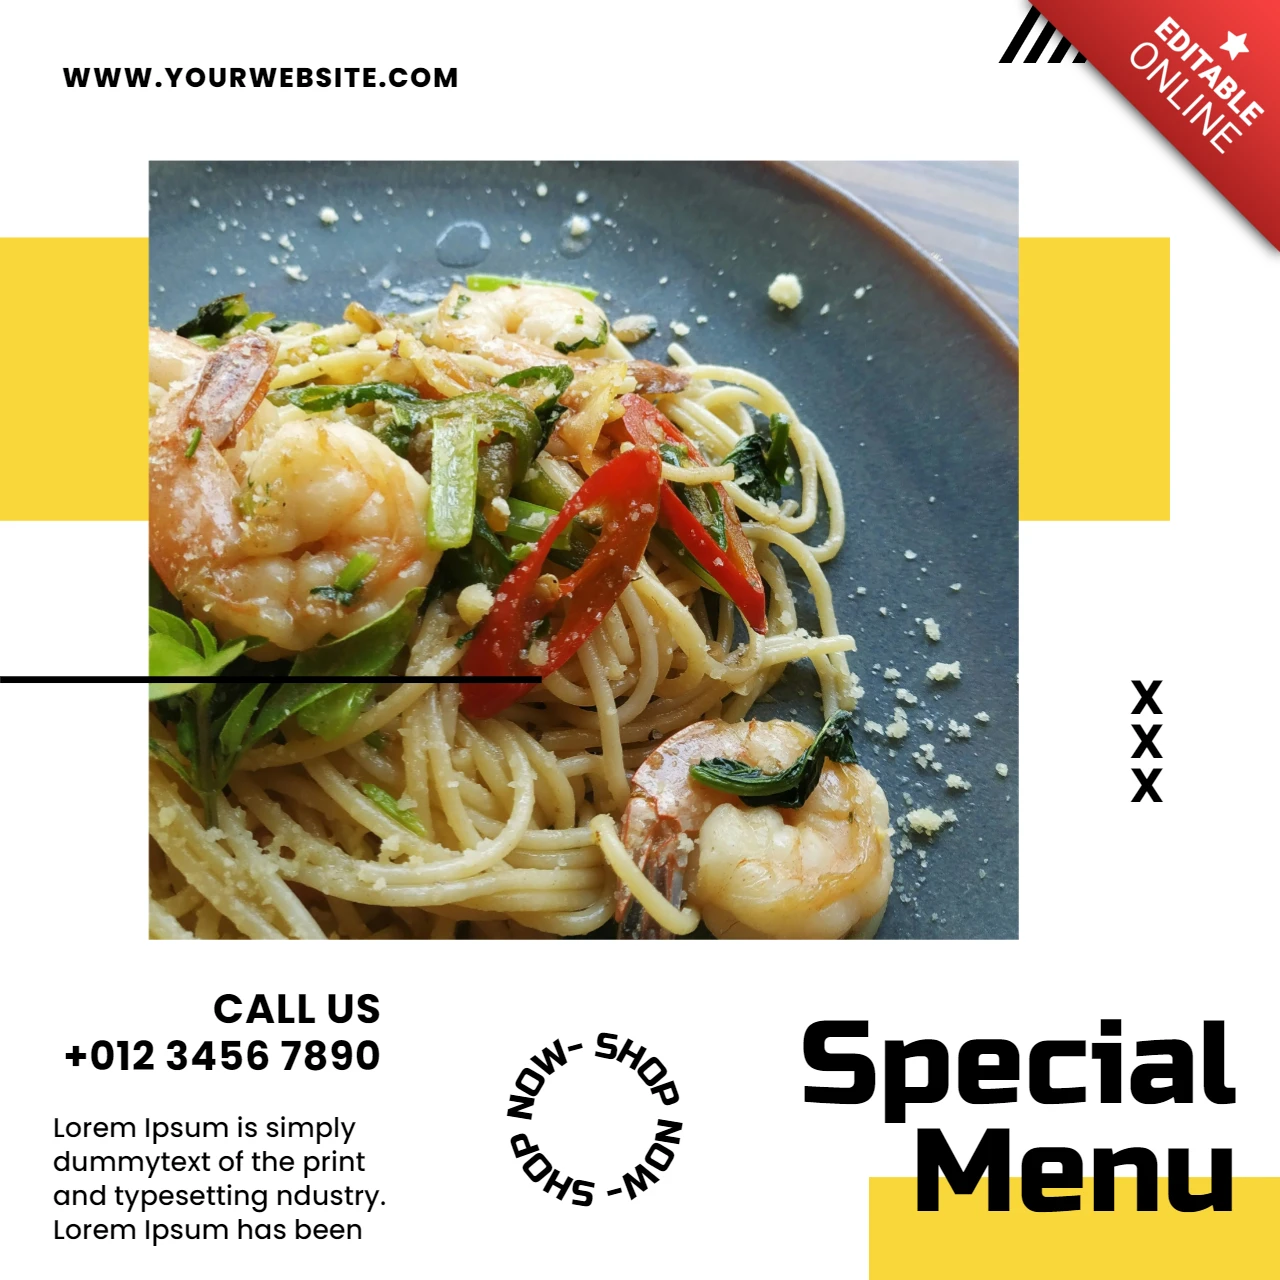 WWW.YOURWEBSITE.COM
EDITABLE
ONLINE
X
X
X
CALL US
+012 3456 7890
Lorem Ipsum is simply
dummytext of the print
and typesetting ndustry.
Lorem Ipsum has been
SHOP NOW- SHOP NOW-
Special
Menu